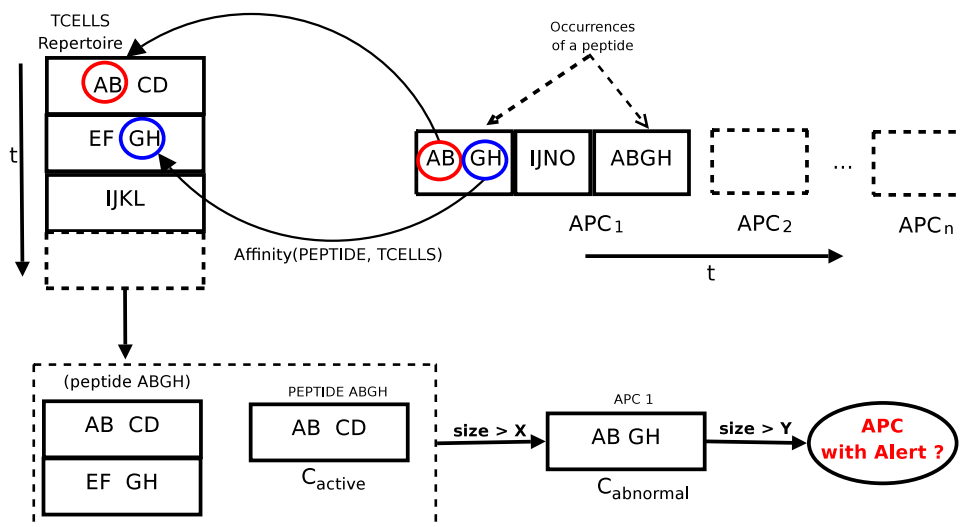 TCELLS
Repertoire
AB CD
EF GH
IJKL
t
Occurrences
of a peptide
AB GH IJNO ABGH
...
APC1 APC2 APCn
t
Affinity(PEPTIDE, TCELLS)
(peptide ABGH)
AB CD
EF GH
PEPTIDE ABGH
AB CD
Cactive
size > X
APC 1
AB GH
Cabnormal
size > Y
APC
with Alert ?